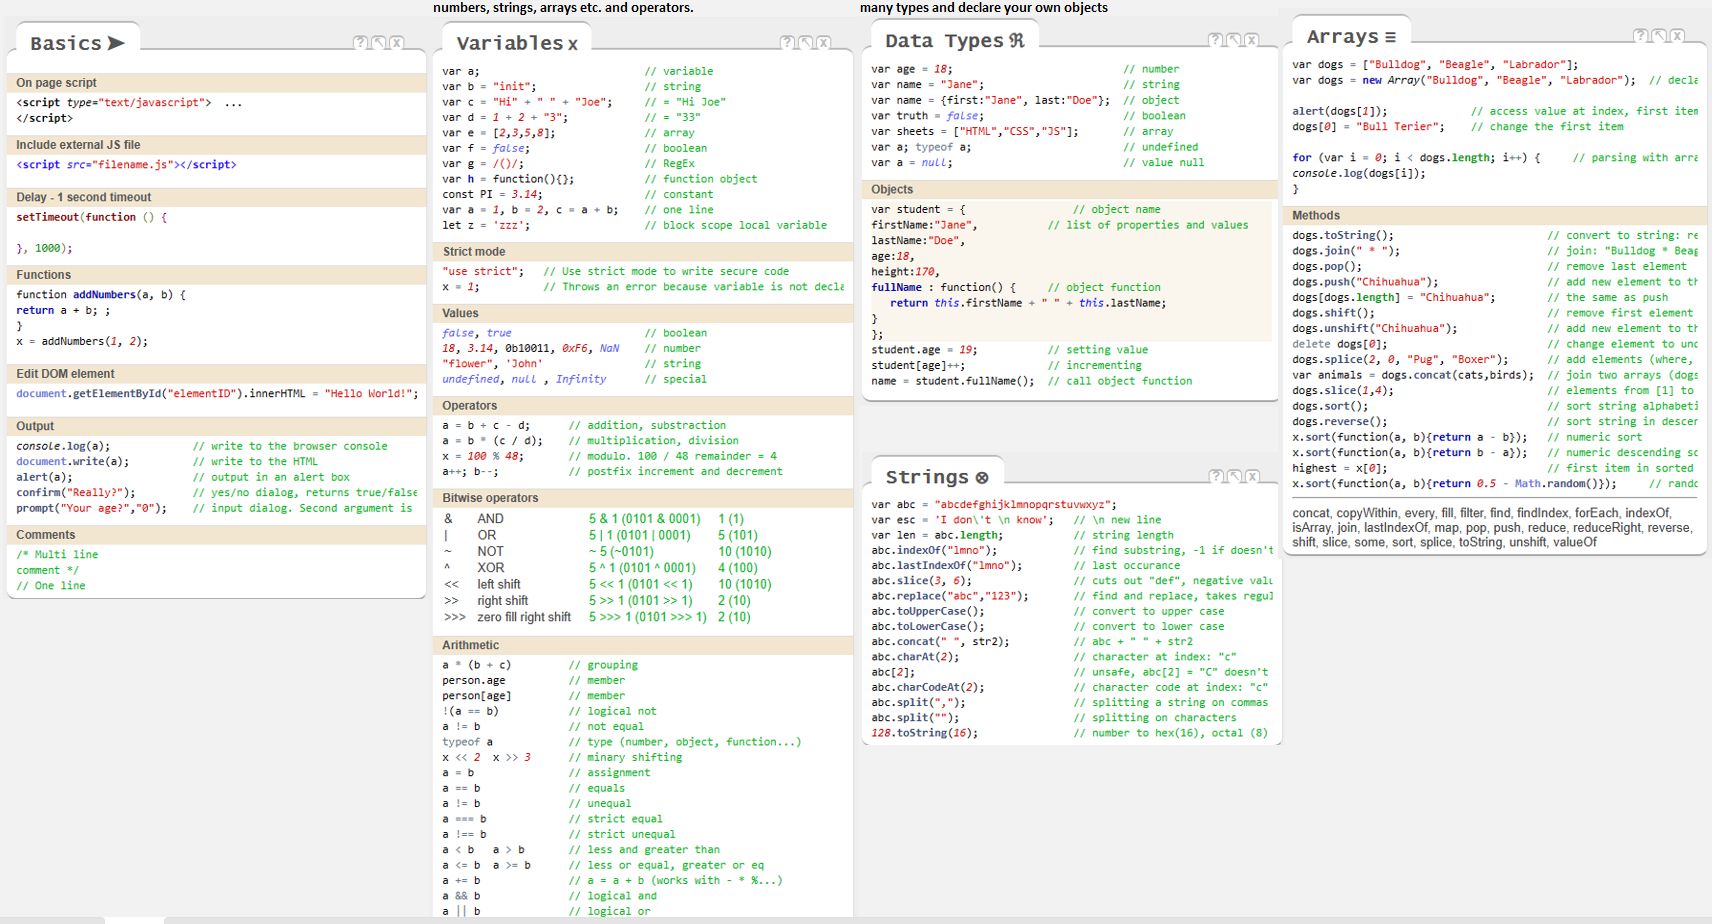 numbers, strings, arrays etc. and operators.
many types and declare your own objects
Basics ➤
? ↖ x
On page script
<script type="text/javascript">  ...
</script>
Include external JS file
<script src="filename.js"></script>
Delay - 1 second timeout
setTimeout(function () {
}, 1000);
Functions
function addNumbers(a, b) {
return a + b; ;
}
x = addNumbers(1, 2);
Edit DOM element
document.getElementById("elementID").innerHTML = "Hello World!";
Output
console.log(a);             // write to the browser console
document.write(a);          // write to the HTML
alert(a);                   // output in an alert box
confirm("Really?");         // yes/no dialog, returns true/false
prompt("Your age?","0");    // input dialog. Second argument is
Comments
/* Multi line
comment */
// One line
Variables x
? ↖ x
var a;                          // variable
var b = "init";                 // string
var c = "Hi" + " " + "Joe";     // = "Hi Joe"
var d = 1 + 2 + "3";            // = "33"
var e = [2,3,5,8];              // array
var f = false;                  // boolean
var g = /()/;                   // RegEx
var h = function(){};           // function object
const PI = 3.14;                // constant
var a = 1, b = 2, c = a + b;    // one line
let z = 'zzz';                  // block scope local variable
Strict mode
"use strict";   // Use strict mode to write secure code
x = 1;          // Throws an error because variable is not decla
Values
false, true                     // boolean
18, 3.14, 0b10011, 0xF6, NaN    // number
"flower", 'John'                // string
undefined, null , Infinity      // special
Operators
a = b + c - d;      // addition, substraction
a = b * (c / d);    // multiplication, division
x = 100 % 48;       // modulo. 100 / 48 remainder = 4
a++; b--;           // postfix increment and decrement
Bitwise operators
& AND 5 & 1 (0101 & 0001) 1 (1)
| OR 5 | 1 (0101 | 0001) 5 (101)
~ NOT ~ 5 (~0101) 10 (1010)
^ XOR 5 ^ 1 (0101 ^ 0001) 4 (100)
<< left shift 5 << 1 (0101 << 1) 10 (1010)
>> right shift 5 >> 1 (0101 >> 1) 2 (10)
>>> zero fill right shift 5 >>> 1 (0101 >>> 1) 2 (10)
Arithmetic
a * (b + c)         // grouping
person.age          // member
person[age]         // member
!(a == b)           // logical not
a != b              // not equal
typeof a            // type (number, object, function...)
x << 2  x >> 3      // minary shifting
a = b               // assignment
a == b              // equals
a != b              // unequal
a === b             // strict equal
a !== b             // strict unequal
a < b   a > b       // less and greater than
a <= b  a >= b      // less or equal, greater or eq
a += b              // a = a + b (works with - * %...)
a && b              // logical and
a || b              // logical or
Data Types ℜ
? ↖ x
var age = 18;                           // number
var name = "Jane";                      // string
var name = {first:"Jane", last:"Doe"};  // object
var truth = false;                      // boolean
var sheets = ["HTML","CSS","JS"];       // array
var a; typeof a;                        // undefined
var a = null;                           // value null
Objects
var student = {                 // object name
firstName:"Jane",           // list of properties and values
lastName:"Doe",
age:18,
height:170,
fullName : function() {     // object function
return this.firstName + " " + this.lastName;
}
};
student.age = 19;           // setting value
student[age]++;             // incrementing
name = student.fullName();  // call object function
Strings ⊗
? ↖ x
var abc = "abcdefghijklmnopqrstuvwxyz";
var esc = 'I don\'t \n know';   // \n new line
var len = abc.length;           // string length
abc.indexOf("lmno");            // find substring, -1 if doesn't
abc.lastIndexOf("lmno");        // last occurance
abc.slice(3, 6);                // cuts out "def", negative valu
abc.replace("abc","123");       // find and replace, takes regul
abc.toUpperCase();              // convert to upper case
abc.toLowerCase();              // convert to lower case
abc.concat(" ", str2);          // abc + " " + str2
abc.charAt(2);                  // character at index: "c"
abc[2];                         // unsafe, abc[2] = "C" doesn't
abc.charCodeAt(2);              // character code at index: "c"
abc.split(",");                 // splitting a string on commas
abc.split("");                  // splitting on characters
128.toString(16);               // number to hex(16), octal (8)
Arrays ≡
? ↖ x
var dogs = ["Bulldog", "Beagle", "Labrador"];
var dogs = new Array("Bulldog", "Beagle", "Labrador");  // decla
alert(dogs[1]);             // access value at index, first item
dogs[0] = "Bull Terier";    // change the first item
for (var i = 0; i < dogs.length; i++) {     // parsing with arra
console.log(dogs[i]);
}
Methods
dogs.toString();                        // convert to string: re
dogs.join(" * ");                       // join: "Bulldog * Beag
dogs.pop();                             // remove last element
dogs.push("Chihuahua");                 // add new element to th
dogs[dogs.length] = "Chihuahua";        // the same as push
dogs.shift();                           // remove first element
dogs.unshift("Chihuahua");              // add new element to th
delete dogs[0];                         // change element to und
dogs.splice(2, 0, "Pug", "Boxer");      // add elements (where,
var animals = dogs.concat(cats,birds);  // join two arrays (dogs
dogs.slice(1,4);                        // elements from [1] to
dogs.sort();                            // sort string alphabeti
dogs.reverse();                         // sort string in descen
x.sort(function(a, b){return a - b});   // numeric sort
x.sort(function(a, b){return b - a});   // numeric descending so
highest = x[0];                         // first item in sorted
x.sort(function(a, b){return 0.5 - Math.random()});     // rando
concat, copyWithin, every, fill, filter, find, findIndex, forEach, indexOf,
isArray, join, lastIndexOf, map, pop, push, reduce, reduceRight, reverse,
shift, slice, some, sort, splice, toString, unshift, valueOf